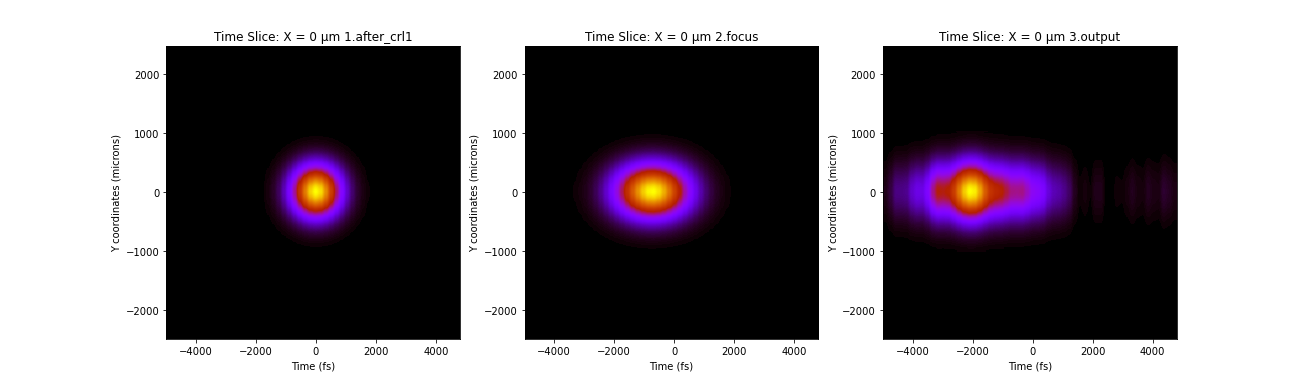 Time Slice: X = 0 μm 1.after_crl1
Y coordinates (microns)
2000
1000
0
−1000
−2000
−4000 −2000 0 2000 4000
Time (fs)
Time Slice: X = 0 μm 2.focus
Y coordinates (microns)
2000
1000
0
−1000
−2000
−4000 −2000 0 2000 4000
Time (fs)
Time Slice: X = 0 μm 3.output
Y coordinates (microns)
2000
1000
0
−1000
−2000
−4000 −2000 0 2000 4000
Time (fs)